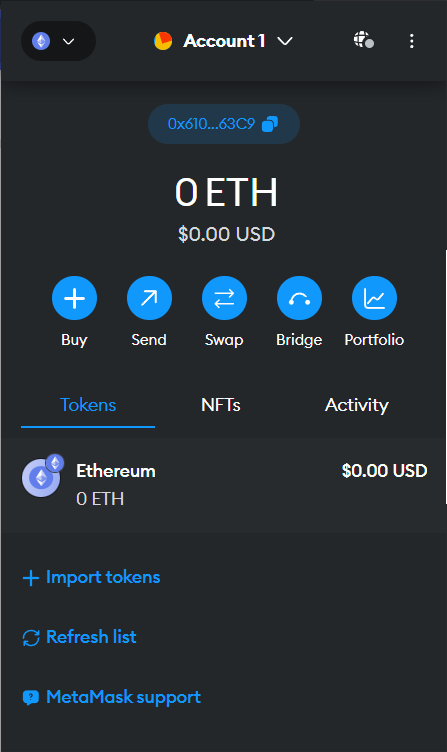 Account 1
0x610...63C9
0 ETH
$0.00 USD
Buy
Send
Swap
Bridge
Portfolio
Tokens
NFTs
Activity
Ethereum
$0.00 USD
0 ETH
Import tokens
Refresh list
MetaMask support